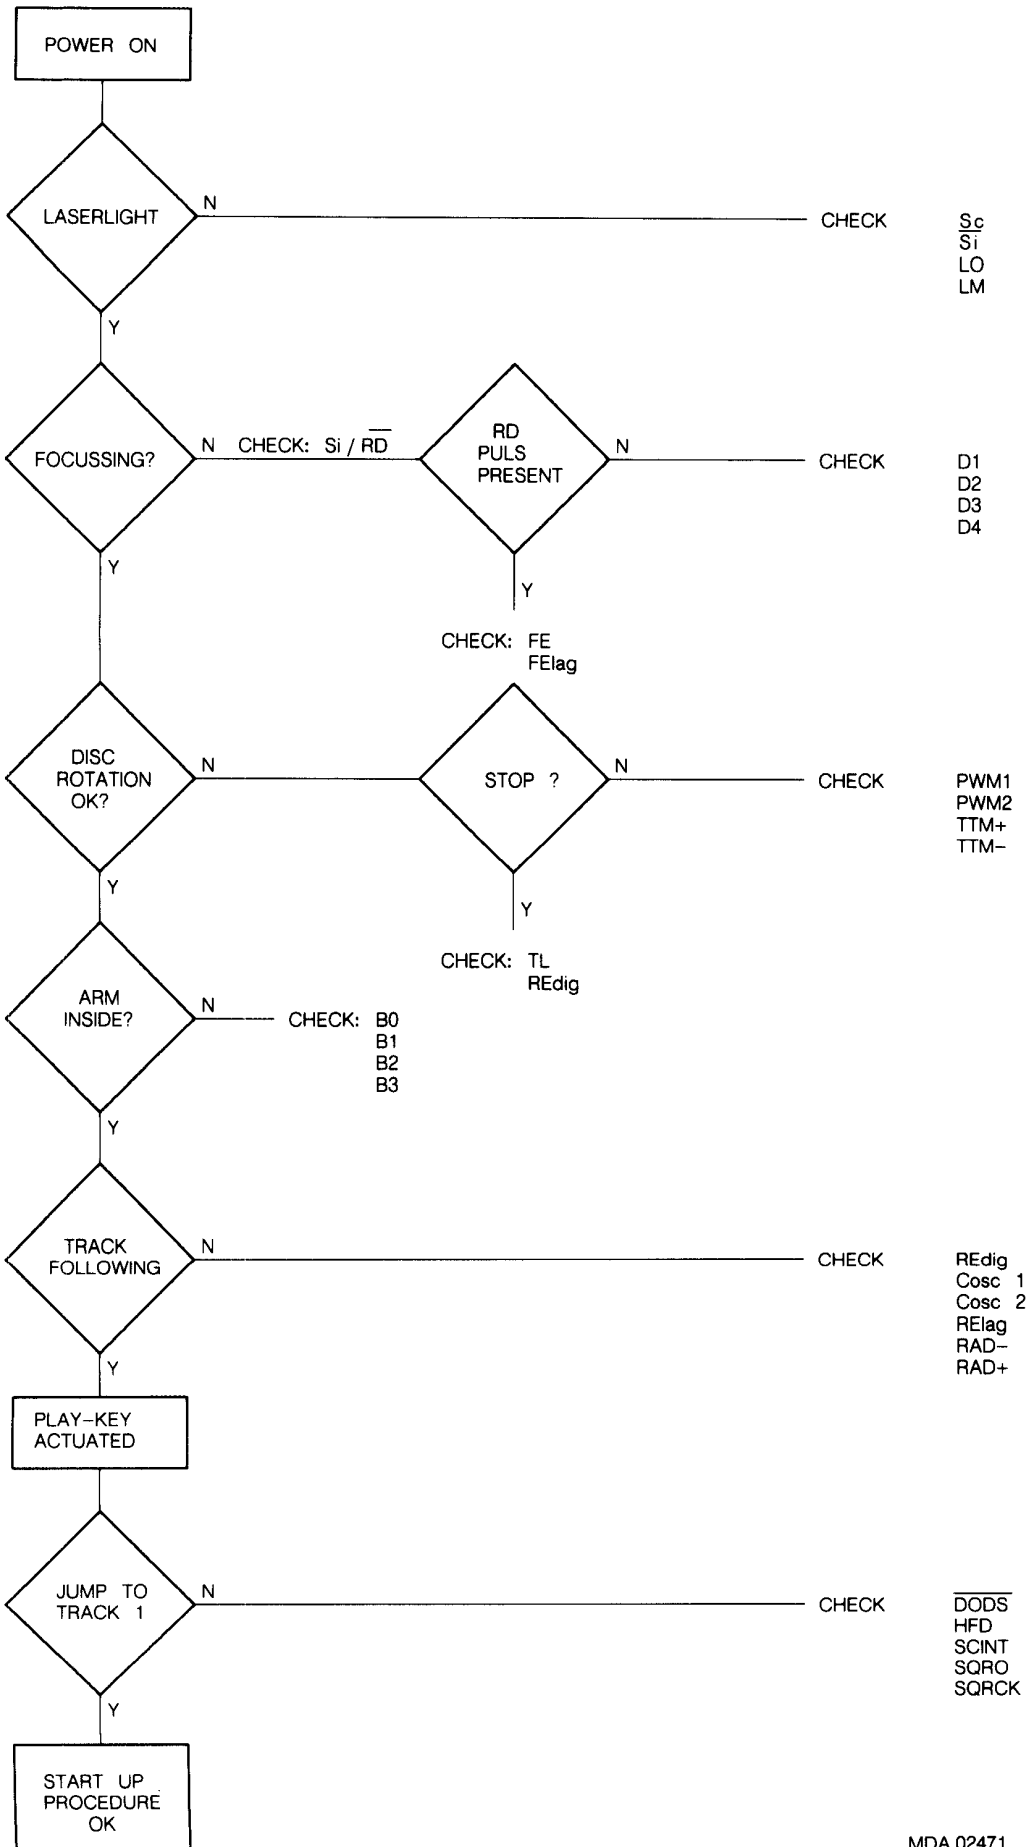 POWER ON
LASERLIGHT
N
CHECK
Sc
S̅i̅
LO
LM
Y
FOCUSSING?
N
CHECK: Si / R̅D̅
RD
PULS
PRESENT
N
CHECK
D1
D2
D3
D4
Y
Y
CHECK: FE
FElag
DISC
ROTATION
OK?
N
STOP ?
N
CHECK
PWM1
PWM2
TTM+
TTM-
Y
Y
CHECK: TL
REdig
ARM
INSIDE?
N
CHECK: B0
B1
B2
B3
Y
TRACK
FOLLOWING
N
CHECK
REdig
Cosc 1
Cosc 2
RElag
RAD-
RAD+
Y
PLAY-KEY
ACTUATED
JUMP TO
TRACK 1
N
CHECK
D̅O̅D̅S̅
HFD
SCINT
SQRO
SQRCK
Y
START UP
PROCEDURE
OK
MDA 02471